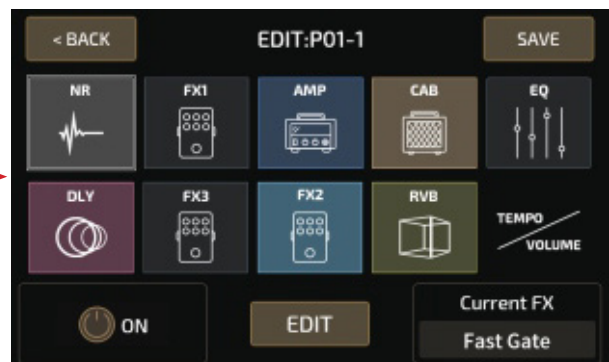 < BACK
EDIT:P01-1
SAVE
NR
FX1
AMP
CAB
EQ
DLY
FX3
FX2
RVB
TEMPO
VOLUME
ON
EDIT
Current FX
Fast Gate